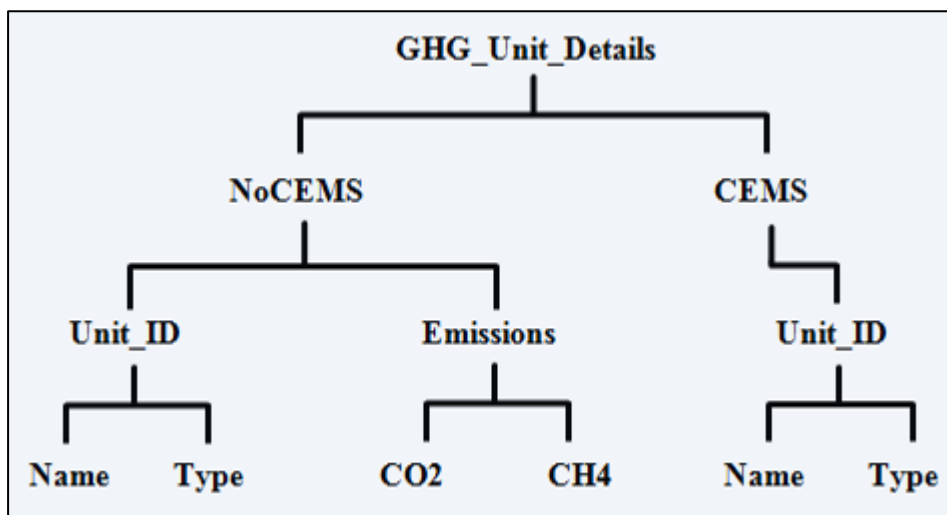 GHG_Unit_Details
NoCEMS CEMS
Unit_ID Emissions Unit_ID
Name Type CO2 CH4 Name Type